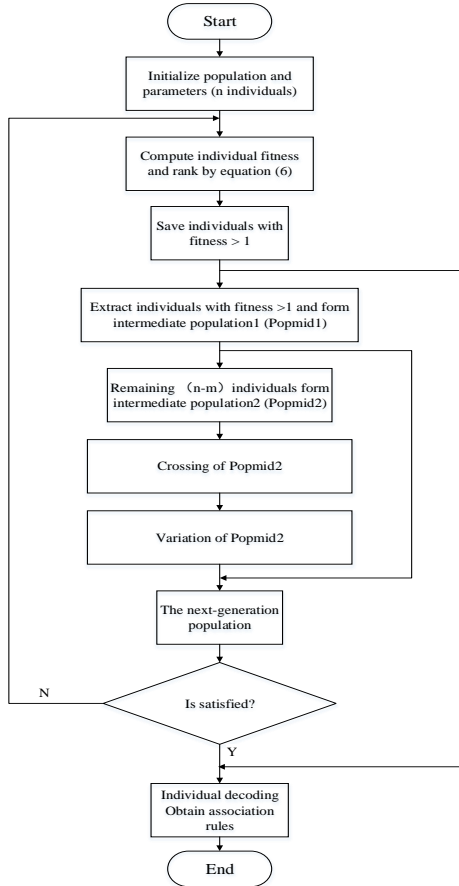 Start
Initialize population and
parameters (n individuals)
Compute individual fitness
and rank by equation (6)
Save individuals with
fitness > 1
Extract individuals with fitness >1 and form
intermediate population1 (Popmid1)
Remaining （n-m）individuals form
intermediate population2 (Popmid2)
Crossing of Popmid2
Variation of Popmid2
The next-generation
population
N
Is satisfied?
Y
Individual decoding
Obtain association
rules
End